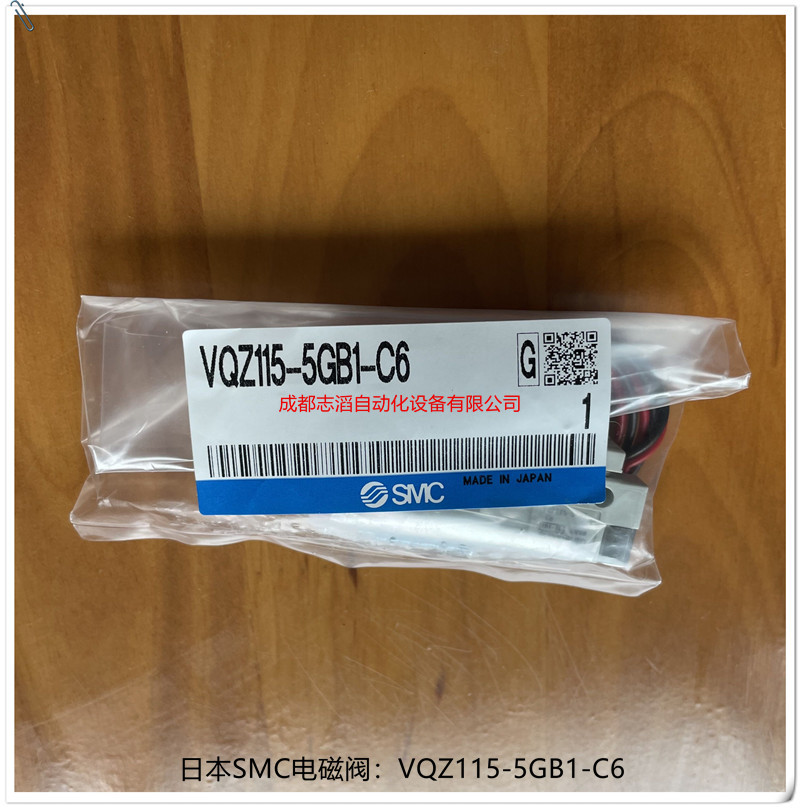 VQZ115-5GB1-C6
G
成都志滔自动化设备有限公司
1
SMC
MADE IN JAPAN
日本SMC电磁阀：VQZ115-5GB1-C6